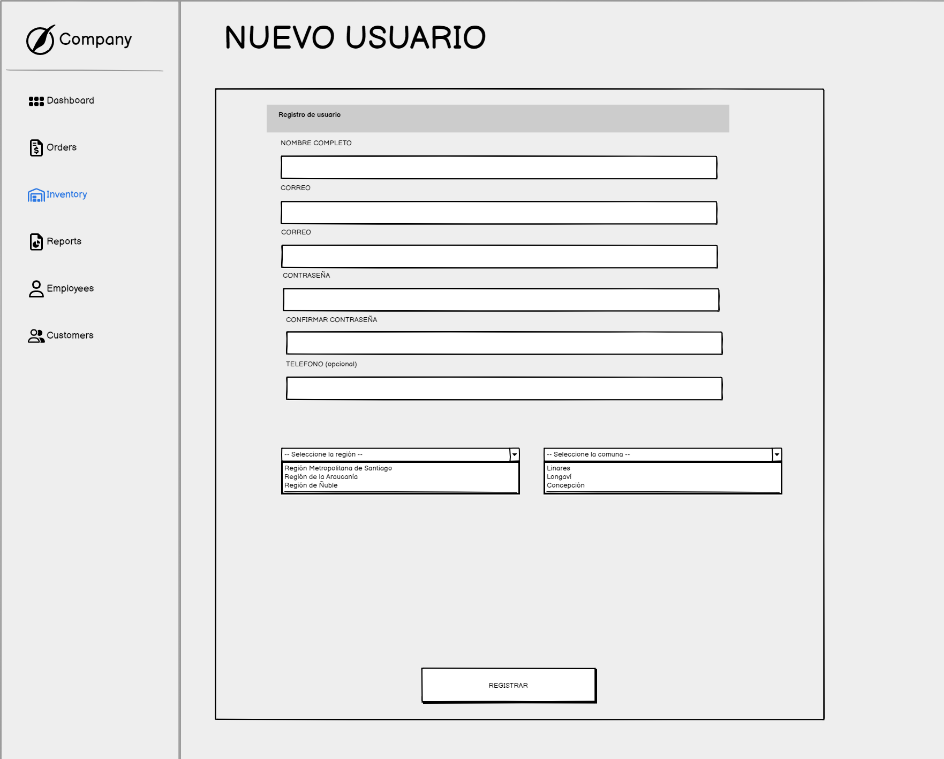 Company
Dashboard
Orders
Inventory
Reports
Employees
Customers
NUEVO USUARIO
Registro de usuario
NOMBRE COMPLETO
CORREO
CORREO
CONTRASEÑA
CONFIRMAR CONTRASEÑA
TELEFONO (opcional)
-- Seleccione la región --
Región Metropolitana de Santiago
Región de la Araucanía
Región de Ñuble
-- Seleccione la comuna --
Linares
Longaví
Concepción
REGISTRAR